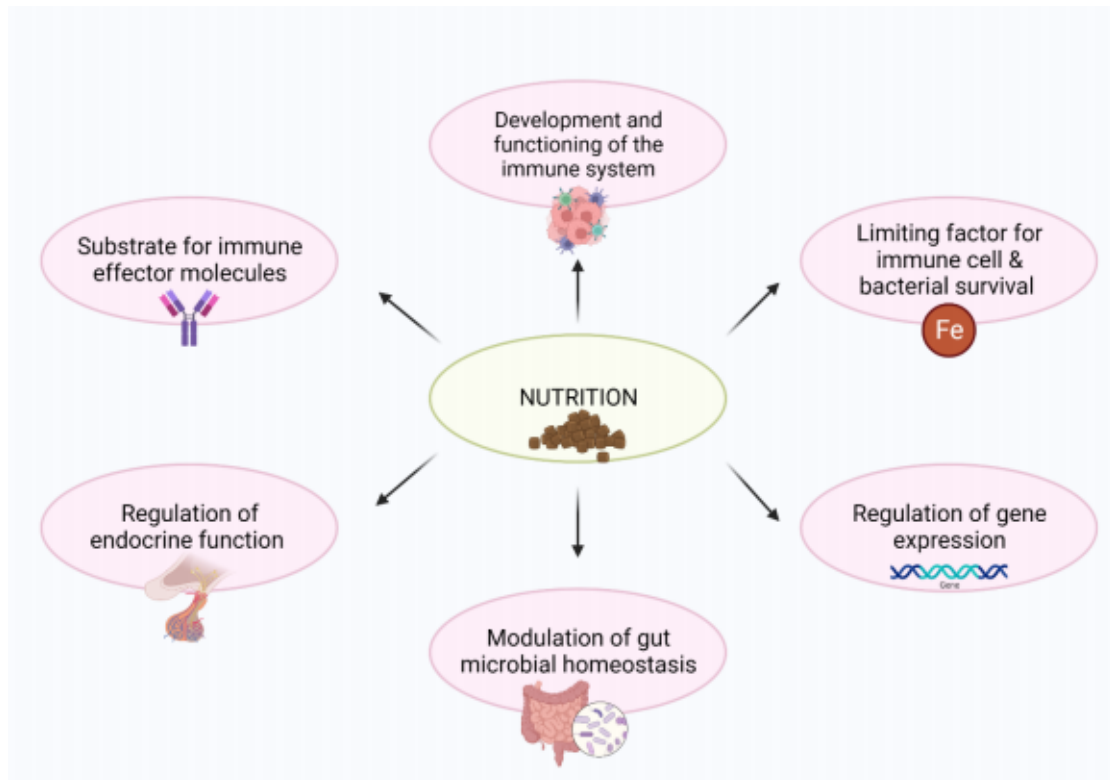 Development and
functioning of the
immune system
Substrate for immune
effector molecules
Limiting factor for
immune cell &
bacterial survival
Fe
NUTRITION
Regulation of
endocrine function
Regulation of gene
expression
Gene
Modulation of gut
microbial homeostasis